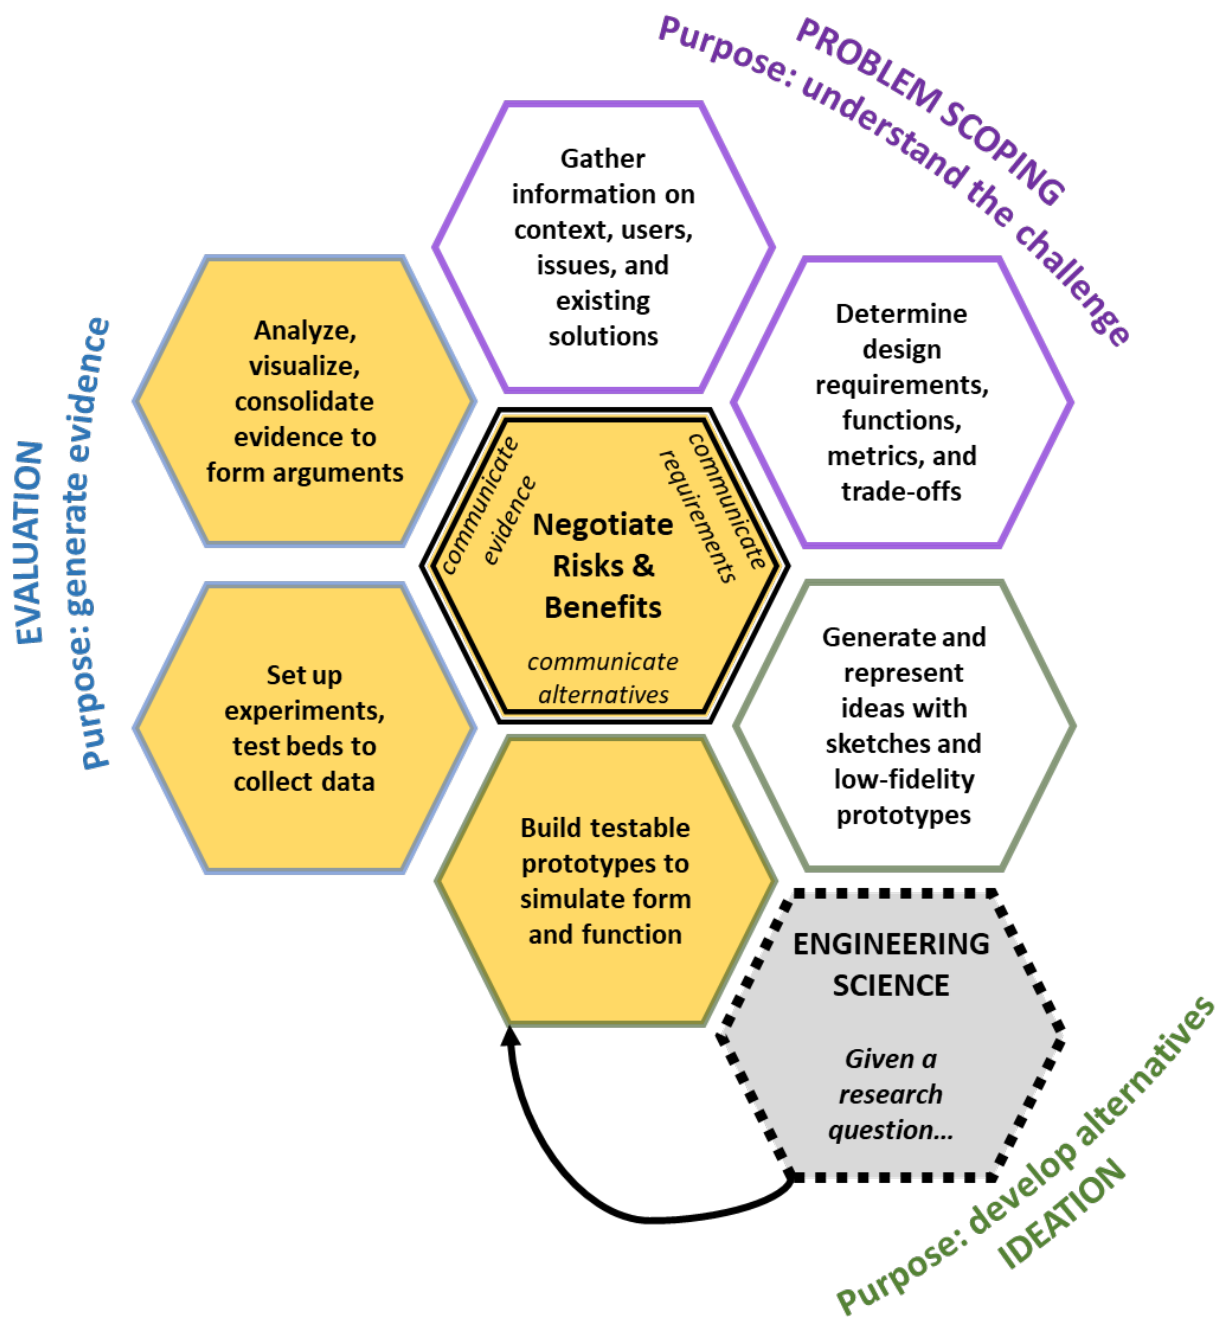 PROBLEM SCOPING
Purpose: understand the challenge
Gather
information on
context, users,
issues, and
existing
solutions
Determine
design
requirements,
functions,
metrics, and
trade-offs
Generate and
represent
ideas with
sketches and
low-fidelity
prototypes
ENGINEERING
SCIENCE
Given a
research
question...
Purpose: develop alternatives
IDEATION
Build testable
prototypes to
simulate form
and function
Set up
experiments,
test beds to
collect data
Analyze,
visualize,
consolidate
evidence to
form arguments
EVALUATION
Purpose: generate evidence
communicate
evidence
communicate
requirements
Negotiate
Risks &
Benefits
communicate
alternatives